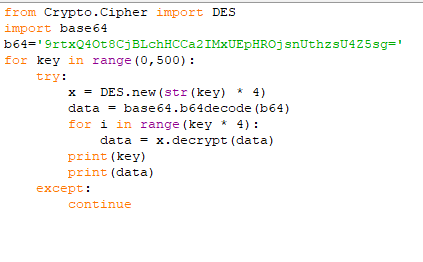 from Crypto.Cipher import DES
import base64
b64='9rtxQ4Ot8CjBLchHCCa2IMxUEpHROjsnUthzsU4Z5sg='
for key in range(0,500):
    try:
        x = DES.new(str(key) * 4)
        data = base64.b64decode(b64)
        for i in range(key * 4):
            data = x.decrypt(data)
        print(key)
        print(data)
    except:
        continue